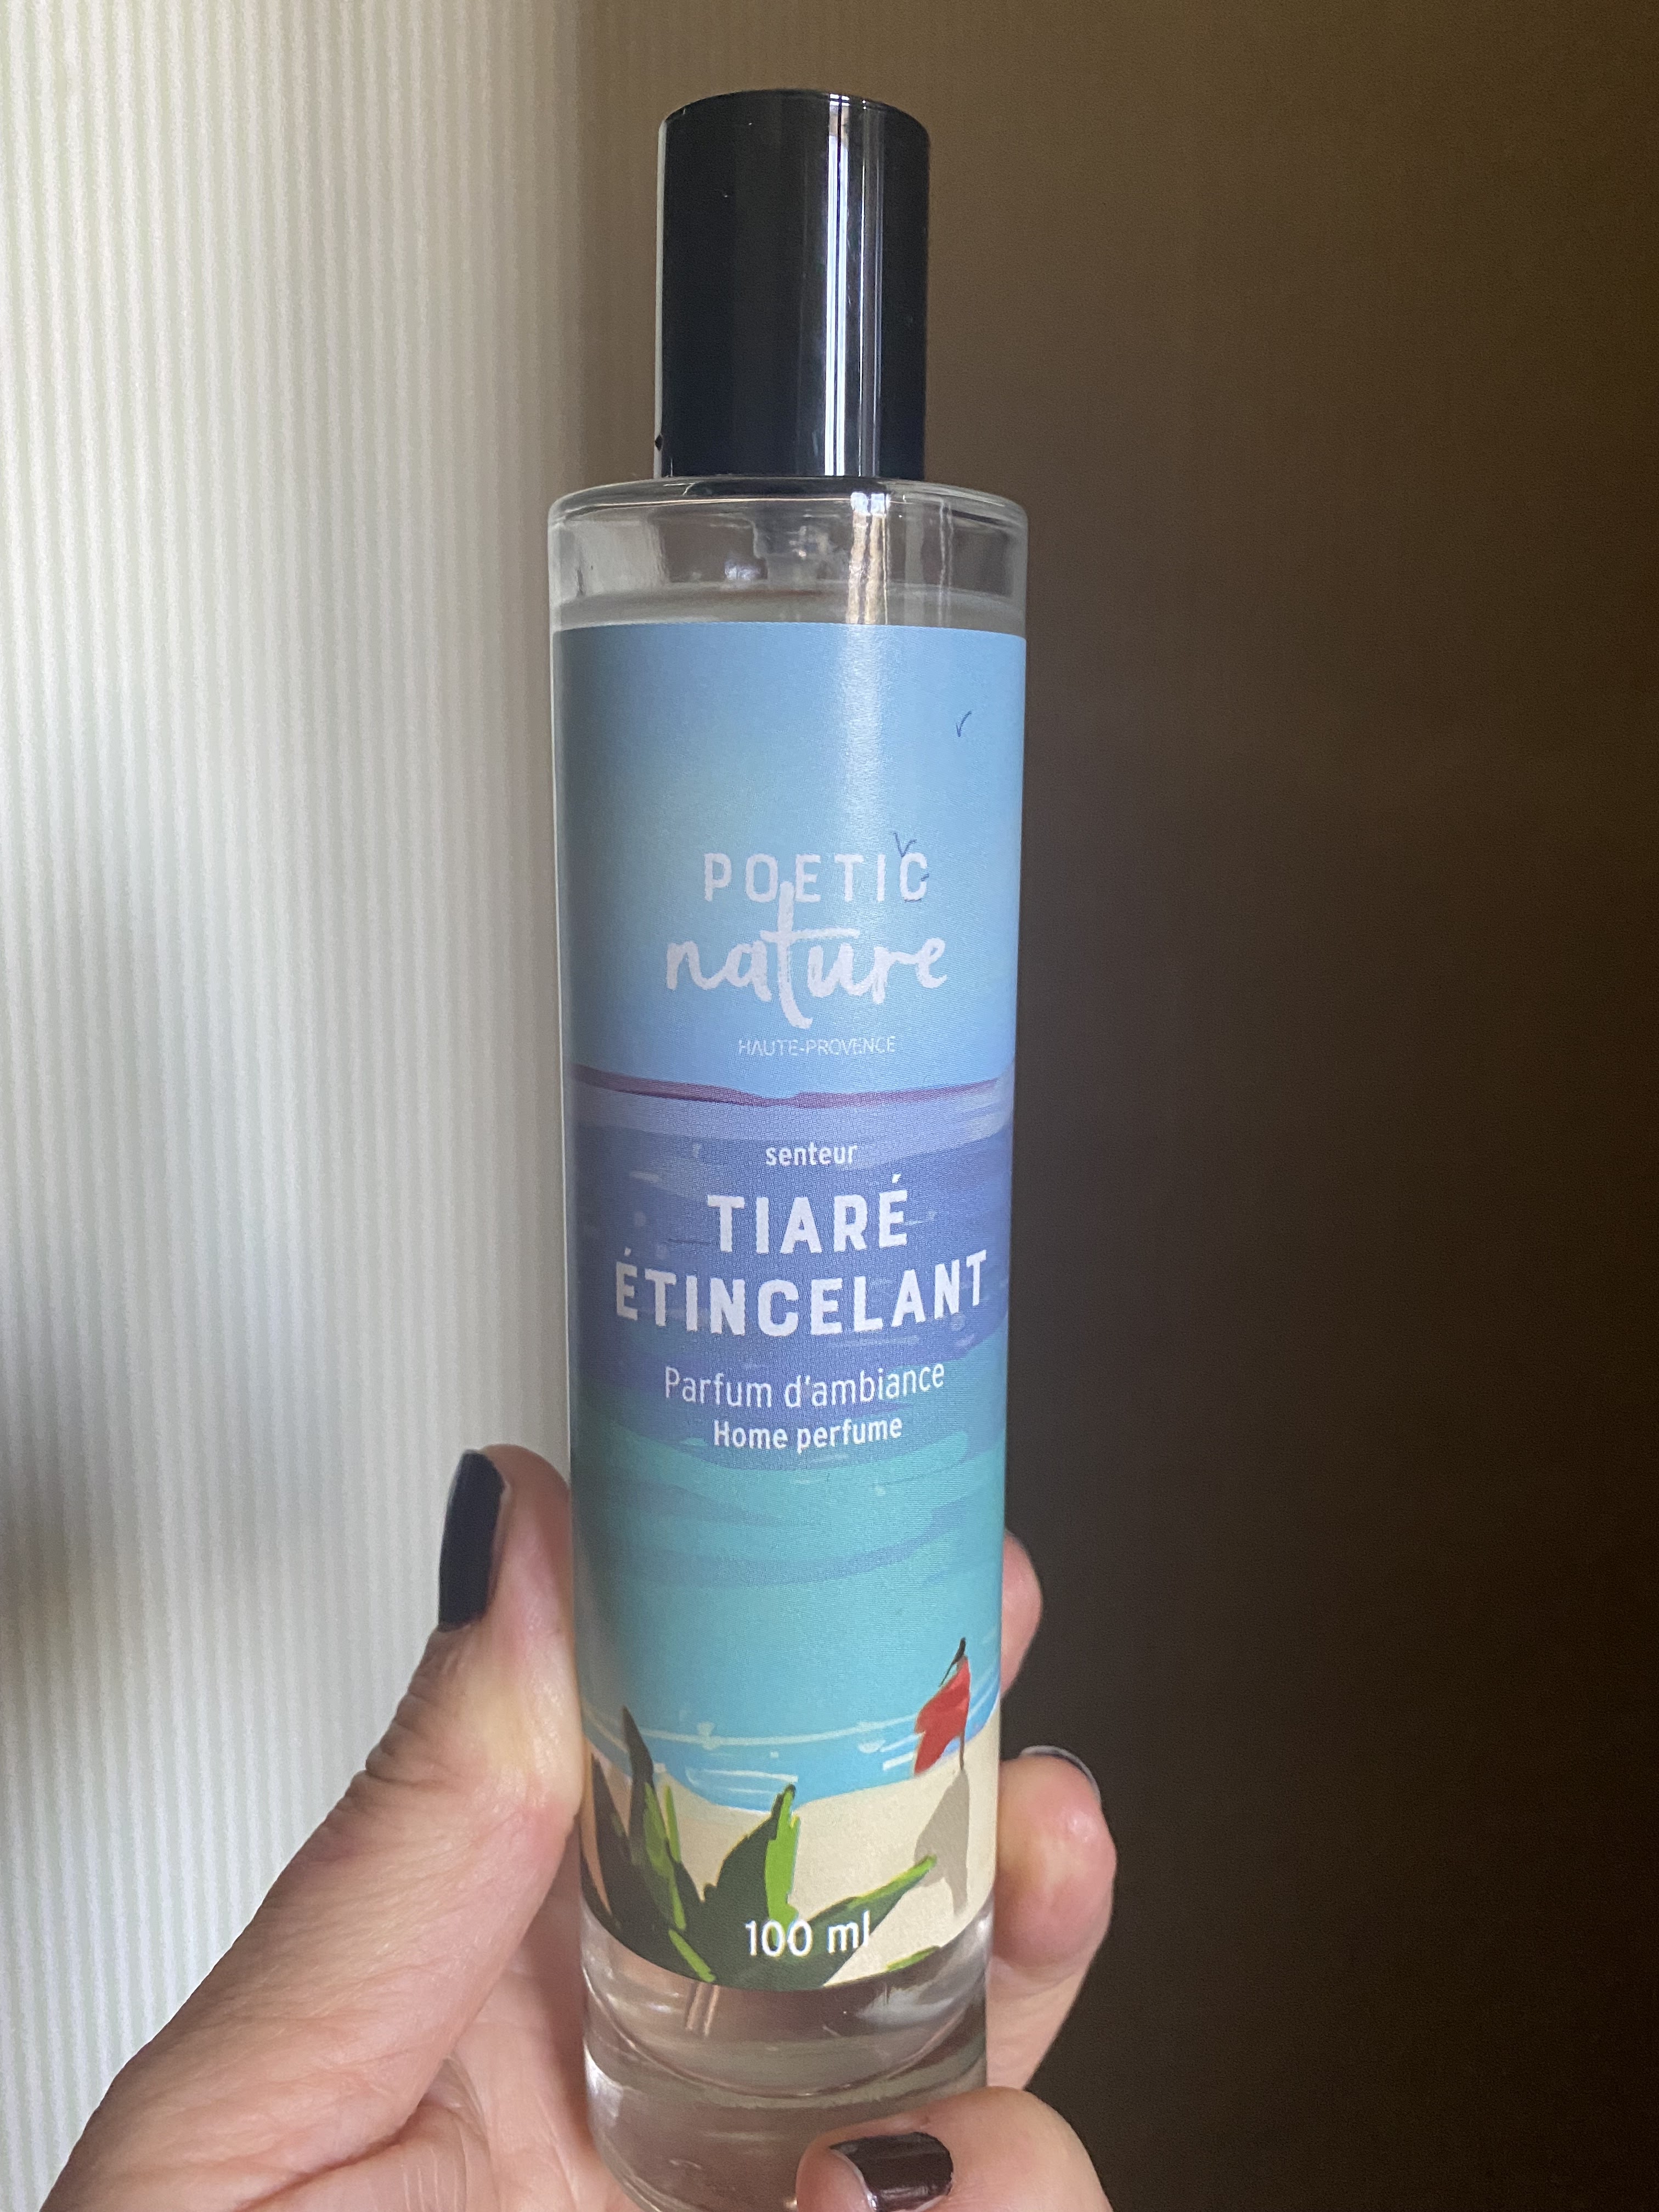 POETIC
nature
HAUTE-PROVENCE
senteur
TIARÉ
ÉTINCELANT
Parfum d'ambiance
Home perfume
100 ml